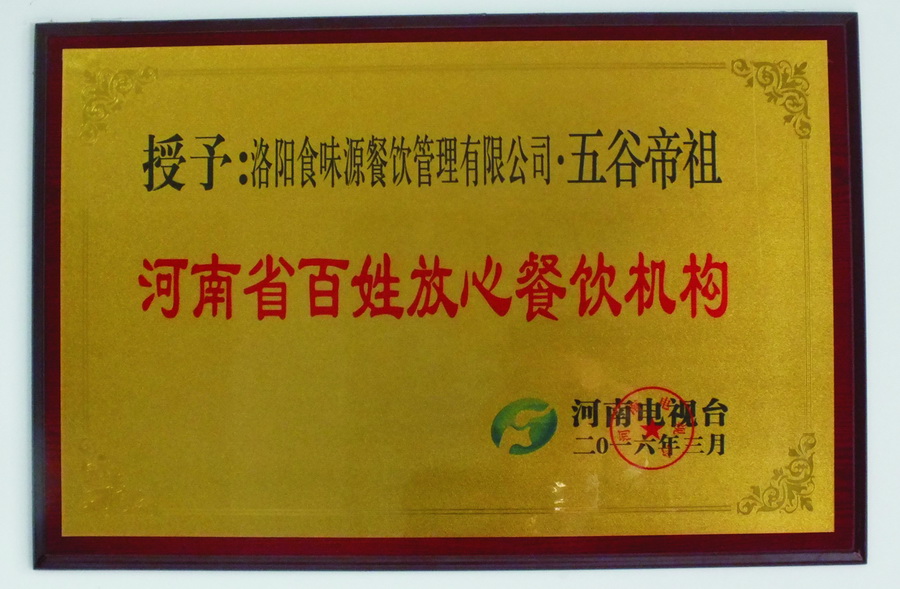 授予:洛阳食味源餐饮管理有限公司·五谷帝祖
河南省百姓放心餐饮机构
河南电视台
二0一六年三月